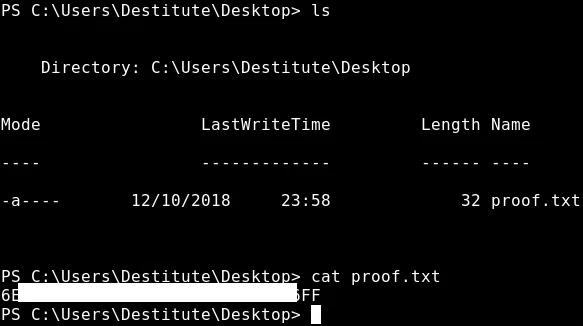 PS C:\Users\Destitute\Desktop> ls
Directory: C:\Users\Destitute\Desktop
Mode LastWriteTime Length Name
---- ------------- ------ ----
-a---- 12/10/2018 23:58 32 proof.txt
PS C:\Users\Destitute\Desktop> cat proof.txt
6E 6FF
PS C:\Users\Destitute\Desktop>